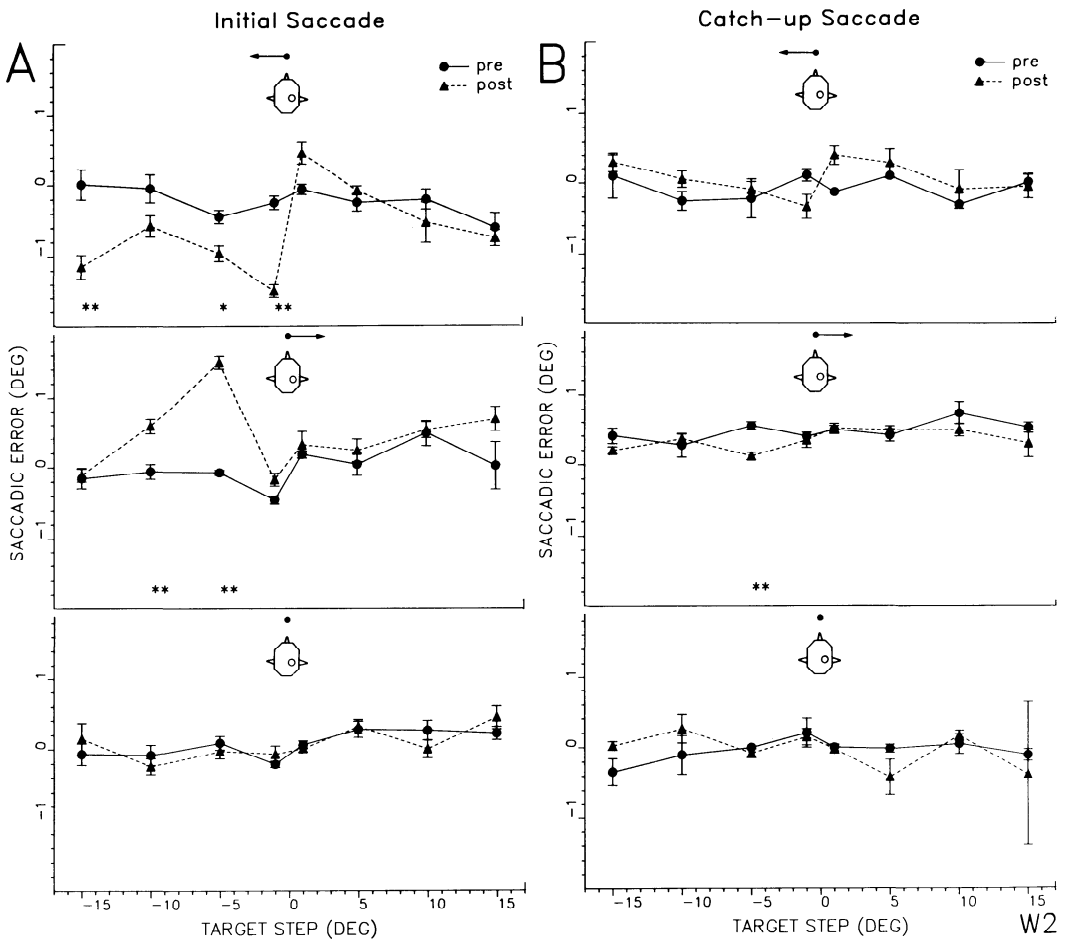 Initial Saccade
Catch-up Saccade
A
pre
post
1
0
-1
**
*
**
B
pre
post
1
0
-1
SACCADIC ERROR (DEG)
1
0
-1
**
**
SACCADIC ERROR (DEG)
1
0
-1
**
1
0
-1
-15 -10 -5 0 5 10 15
TARGET STEP (DEG)
1
0
-1
-15 -10 -5 0 5 10 15
TARGET STEP (DEG)
W2